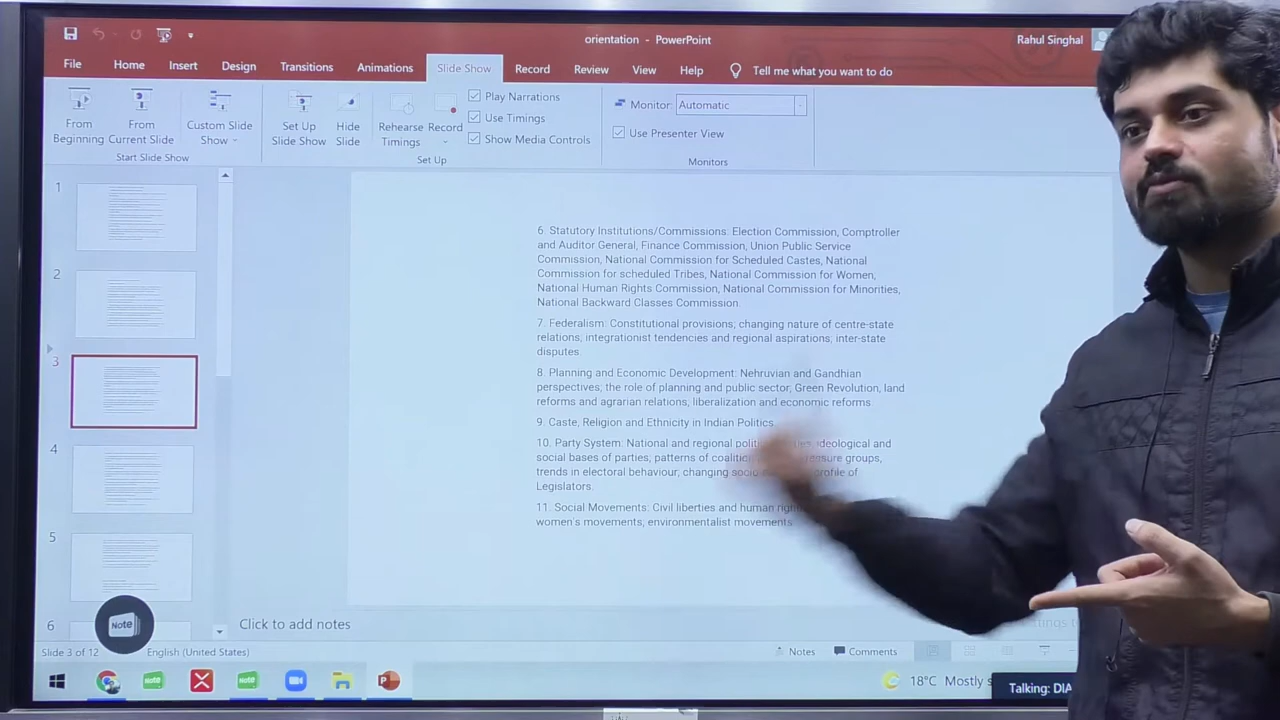 orientation - PowerPoint
Rahul Singhal
File
Home
Insert
Design
Transitions
Animations
Slide Show
Record
Review
View
Help
Tell me what you want to do
From Beginning
From Current Slide
Custom Slide Show
Set Up Slide Show
Hide Slide
Rehearse Timings
Record
Play Narrations
Use Timings
Show Media Controls
Monitor: Automatic
Use Presenter View
Start Slide Show
Set Up
Monitors
1
2
3
4
5
6
6. Statutory Institutions/Commissions: Election Commission, Comptroller
and Auditor General, Finance Commission, Union Public Service
Commission, National Commission for Scheduled Castes, National
Commission for scheduled Tribes, National Commission for Women,
National Human Rights Commission, National Commission for Minorities,
National Backward Classes Commission.
7. Federalism: Constitutional provisions; changing nature of centre-state
relations; integrationist tendencies and regional aspirations; inter-state
disputes.
8. Planning and Economic Development: Nehruvian and Gandhian
perspectives; the role of planning and public sector; Green Revolution, land
reforms and agrarian relations; liberalization and economic reforms.
9. Caste, Religion and Ethnicity in Indian Politics.
10. Party System: National and regional ideological and
social bases of parties; patterns of groups,
trends in electoral behaviour; changing profile of
Legislators.
11. Social Movements: Civil liberties and human
women's movements, environmentalist movements
Note
Click to add notes
Slide 3 of 12
English (United States)
Notes
Comments
18°C Mostly
Talking: